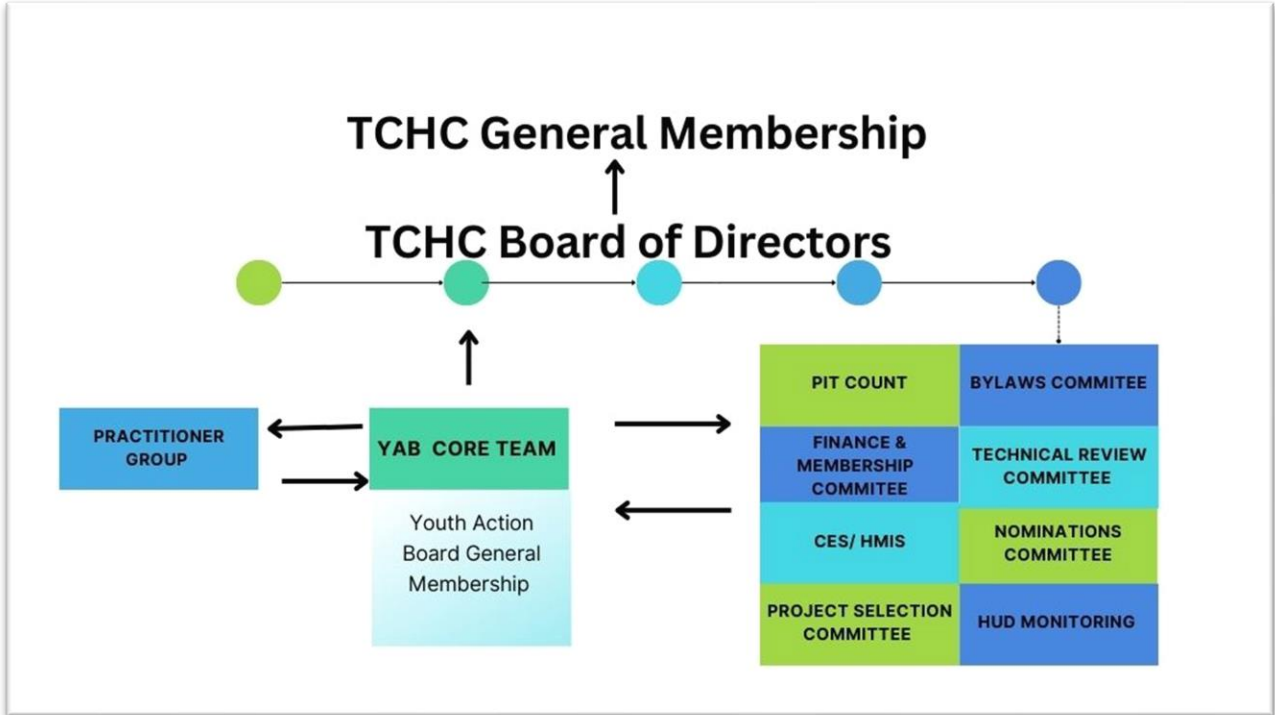 TCHC General Membership
TCHC Board of Directors
PRACTITIONER
GROUP
YAB CORE TEAM
Youth Action
Board General
Membership
PIT COUNT
BYLAWS COMMITEE
FINANCE &
MEMBERSHIP
COMMITEE
TECHNICAL REVIEW
COMMITTEE
CES/ HMIS
NOMINATIONS
COMMITTEE
PROJECT SELECTION
COMMITTEE
HUD MONITORING